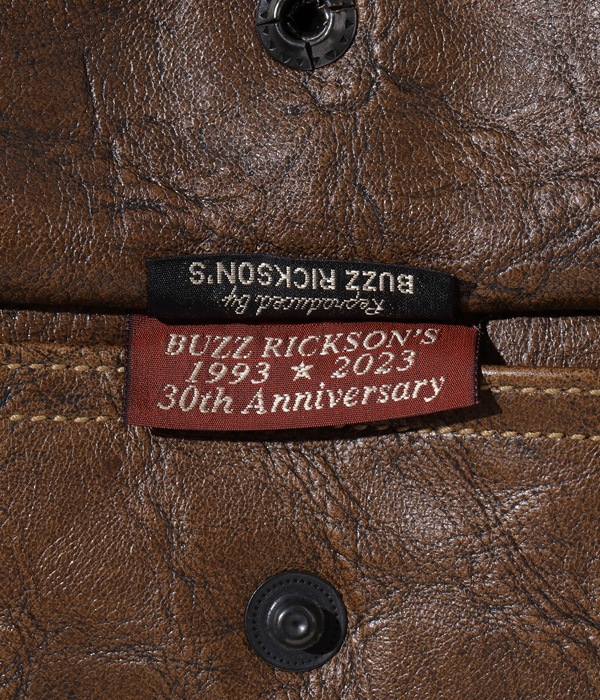 Reproduced by
BUZZ RICKSON'S
BUZZ RICKSON'S
1993 ★ 2023
30th Anniversary